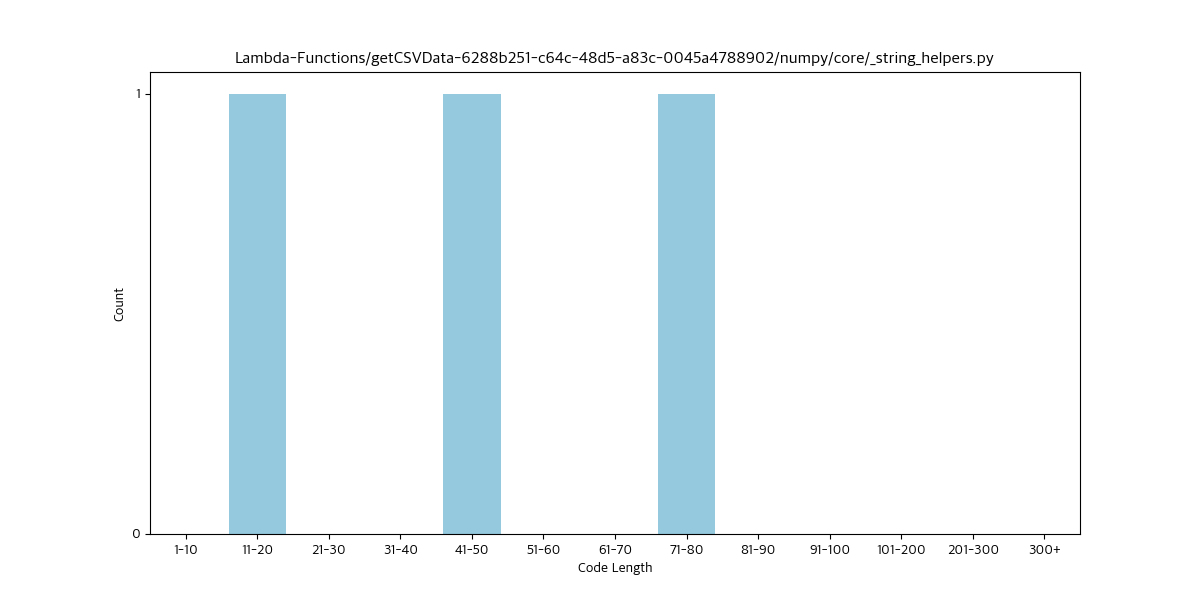 Lambda-Functions/getCSVData-6288b251-c64c-48d5-a83c-0045a4788902/numpy/core/_string_helpers.py
1
Count
0
1-10 11-20 21-30 31-40 41-50 51-60 61-70 71-80 81-90 91-100 101-200 201-300 300+
Code Length